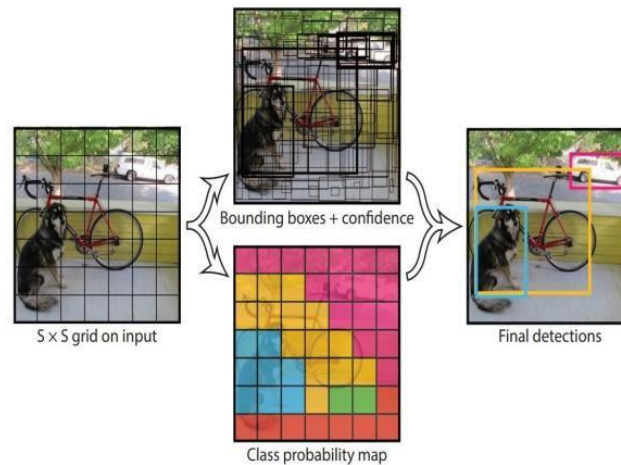 Bounding boxes + confidence
S × S grid on input
Final detections
Class probability map